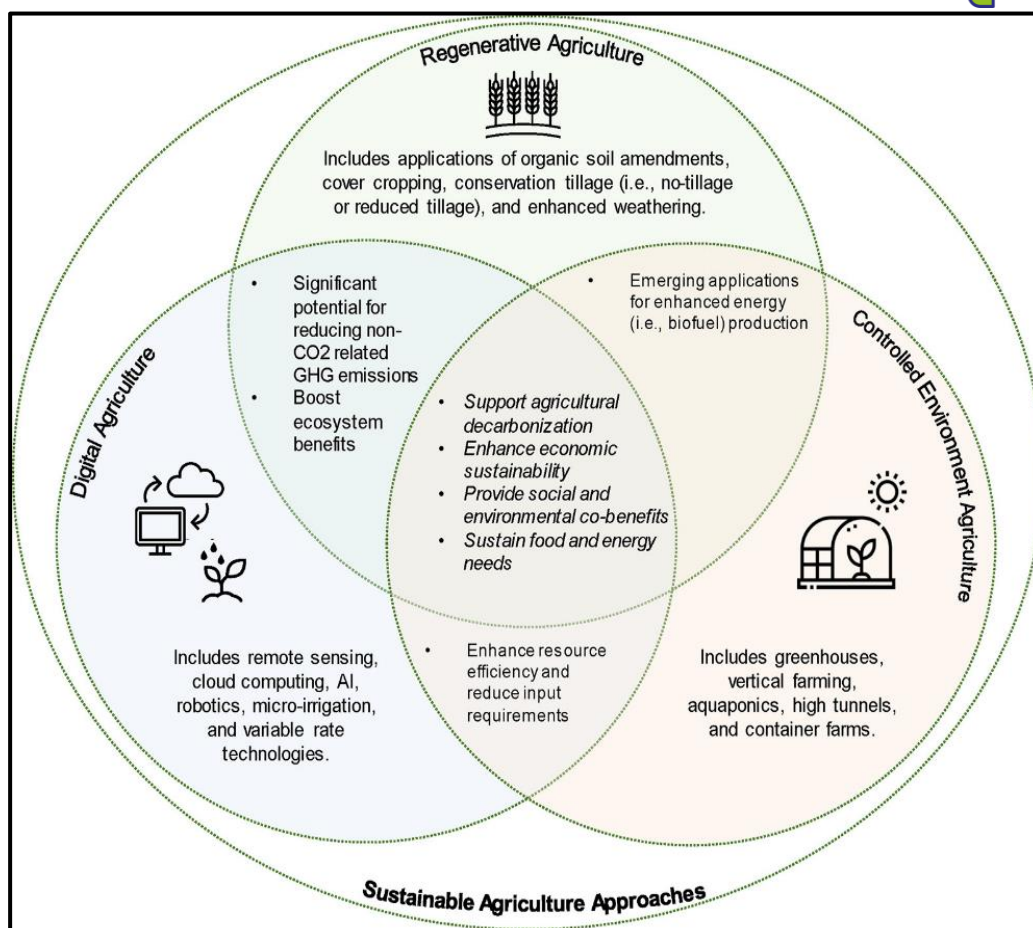 Regenerative Agriculture
Includes applications of organic soil amendments,
cover cropping, conservation tillage (i.e., no-tillage
or reduced tillage), and enhanced weathering.
• Significant
potential for
reducing non-
CO2 related
GHG emissions
• Boost
ecosystem
benefits
• Emerging applications
for enhanced energy
(i.e., biofuel) production
Digital Agriculture
Controlled Environment Agriculture
• Support agricultural
decarbonization
• Enhance economic
sustainability
• Provide social and
environmental co-benefits
• Sustain food and energy
needs
Includes remote sensing,
cloud computing, AI,
robotics, micro-irrigation,
and variable rate
technologies.
• Enhance resource
efficiency and
reduce input
requirements
Includes greenhouses,
vertical farming,
aquaponics, high tunnels,
and container farms.
Sustainable Agriculture Approaches